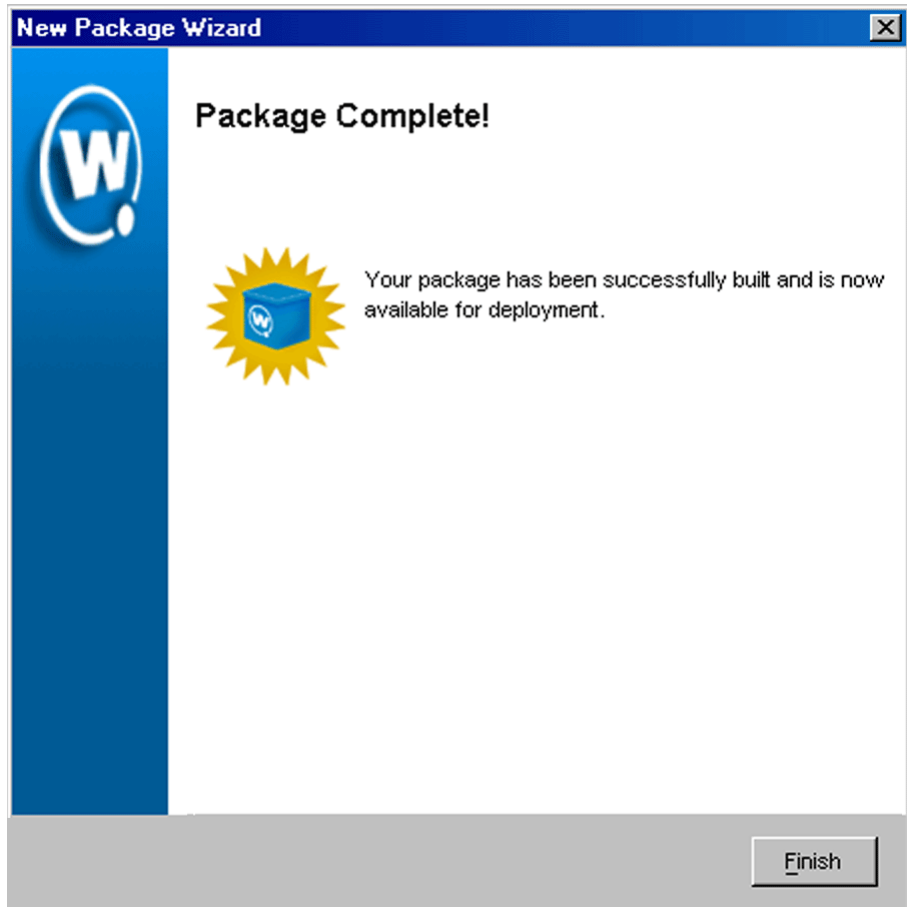 New Package Wizard
W
Package Complete!
W
Your package has been successfully built and is now
available for deployment.
Finish